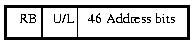 RB U/L 46 Address bits